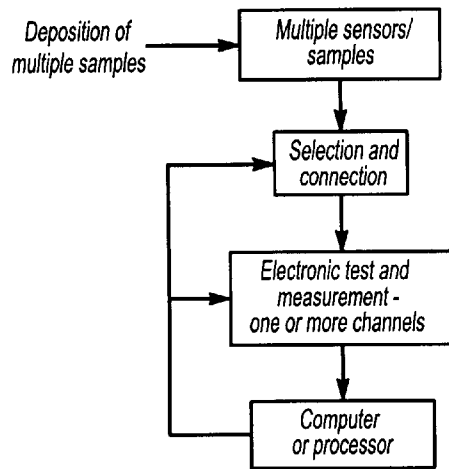 Deposition of
multiple samples
Multiple sensors/
samples
Selection and
connection
Electronic test and
measurement -
one or more channels
Computer
or processor